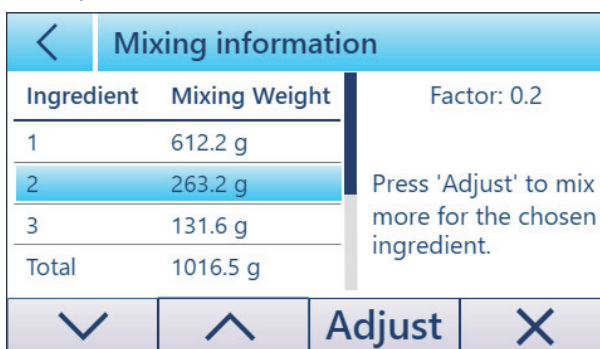 Mixing information
Ingredient Mixing Weight
1 612.2 g
2 263.2 g
3 131.6 g
Total 1016.5 g
Factor: 0.2
Press 'Adjust' to mix
more for the chosen
ingredient.
Adjust